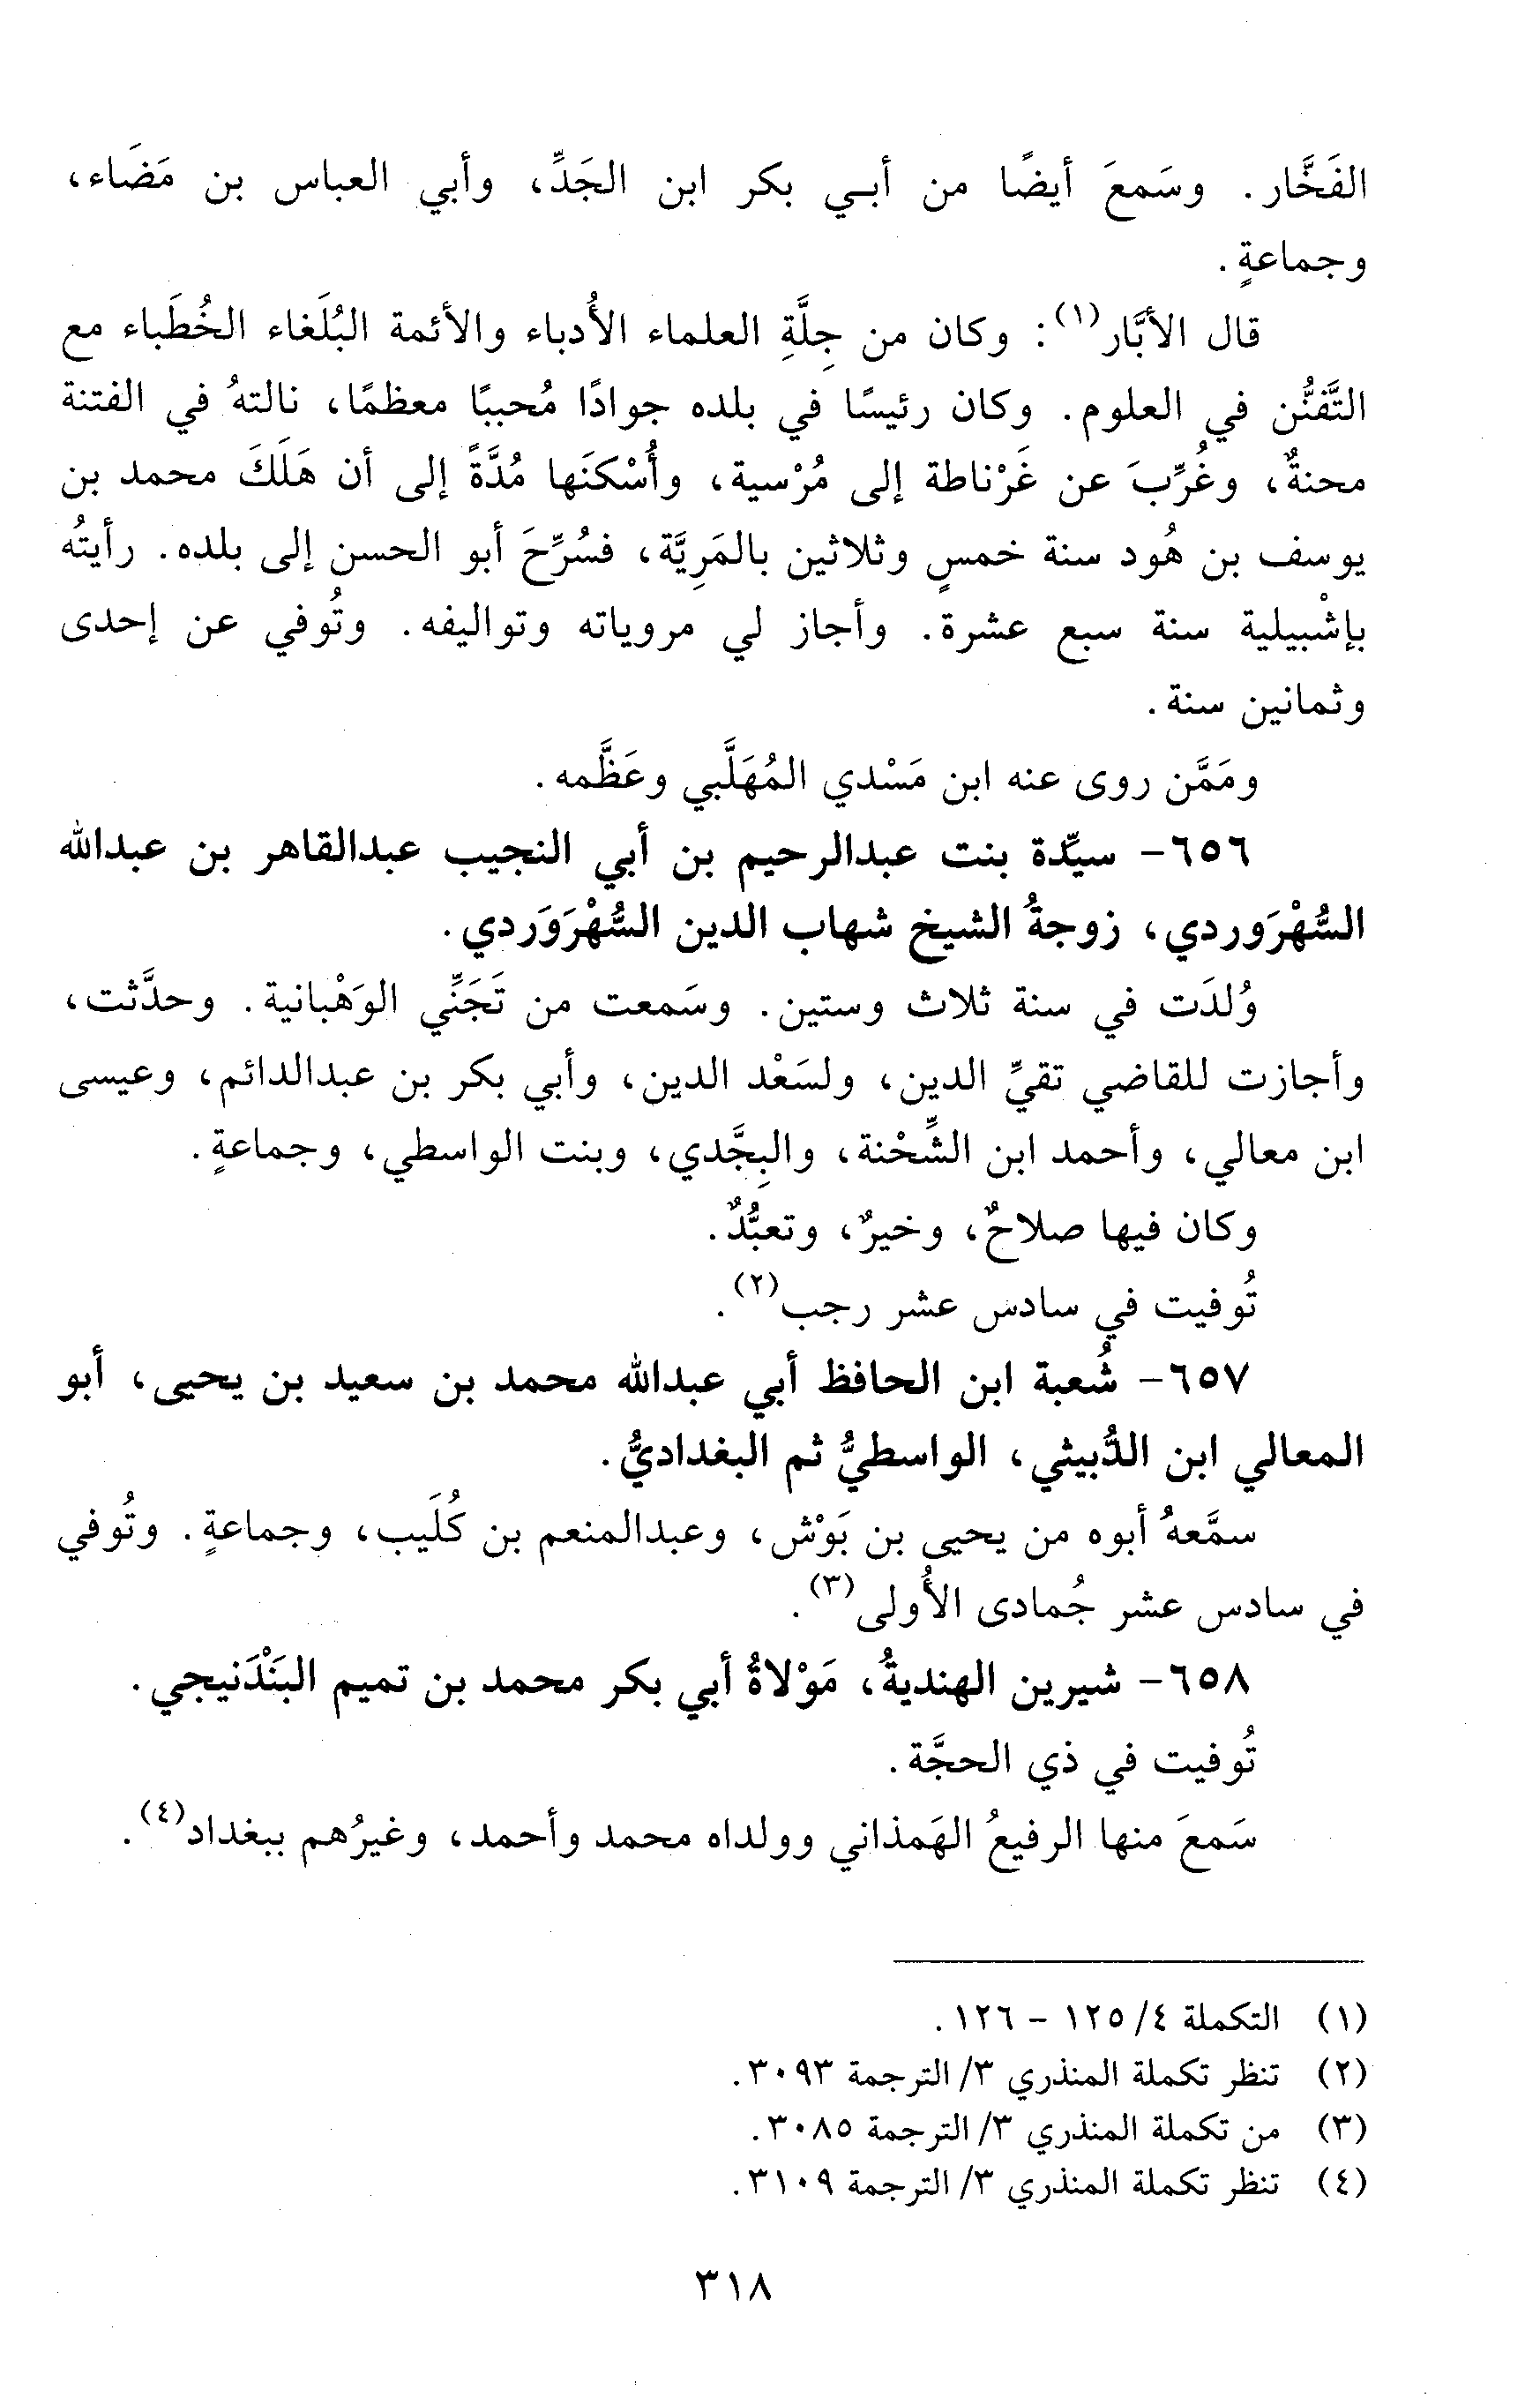 الفَخَّار. وسَمعَ أيضًا من أبي بكر ابن الجَدِّ، وأبي العباس بن مَضَاء،
وجماعةٍ.
قال الأبَّار(١): وكان من جِلَّةِ العلماء الأُدباء والأئمة البُلَغاء الخُطَباء مع
التَّفنُّن في العلوم. وكان رئيسًا في بلده جوادًا مُحببًا معظمًا، نالتهُ في الفتنة
محنةٌ، وغُرِّبَ عن غَرْناطة إلى مُرْسية، وأُسْكنَها مُدَّةً إلى أن هَلَكَ محمد بن
يوسف بن هُود سنة خمسٍ وثلاثين بالمَرِيَّة، فسُرِّحَ أبو الحسن إلى بلده. رأيتُه
بإشْبيلية سنة سبع عشرة. وأجاز لي مروياته وتواليفه. وتُوفي عن إحدى
وثمانين سنة.
ومَمَّن روى عنه ابن مَسْدي المُهَلَّبي وعَظَّمه.
٦٥٦- سيِّدة بنت عبدالرحيم بن أبي النجيب عبدالقاهر بن عبدالله
السُّهْرَوردي، زوجةُ الشيخ شهاب الدين السُّهْرَوَردي.
وُلدَت في سنة ثلاث وستين. وسَمعت من تَجَنِّي الوَهْبانية. وحدَّثت،
وأجازت للقاضي تقيِّ الدين، ولسَعْد الدين، وأبي بكر بن عبدالدائم، وعيسى
ابن معالي، وأحمد ابن الشِّحْنة، والبِجَّدي، وبنت الواسطي، وجماعةٍ.
وكان فيها صلاحٌ، وخيرٌ، وتعبُّدٌ.
تُوفيت في سادس عشر رجب(٢).
٦٥٧- شُعبة ابن الحافظ أبي عبدالله محمد بن سعيد بن يحيى، أبو
المعالي ابن الدُّبيثي، الواسطيُّ ثم البغداديُّ.
سمَّعهُ أبوه من يحيى بن بَوْش، وعبدالمنعم بن كُلَيب، وجماعةٍ. وتُوفي
في سادس عشر جُمادى الأُولى(٣).
٦٥٨- شيرين الهنديةُ، مَوْلاةُ أبي بكر محمد بن تميم البَنْدَنيجي.
تُوفيت في ذي الحجَّة.
سَمعَ منها الرفيعُ الهَمذاني وولداه محمد وأحمد، وغيرُهم ببغداد(٤).
(١) التكملة ٤/ ١٢٥ - ١٢٦.
(٢) تنظر تكملة المنذري ٣/ الترجمة ٣٠٩٣.
(٣) من تكملة المنذري ٣/ الترجمة ٣٠٨٥.
(٤) تنظر تكملة المنذري ٣/ الترجمة ٣١٠٩.
٣١٨